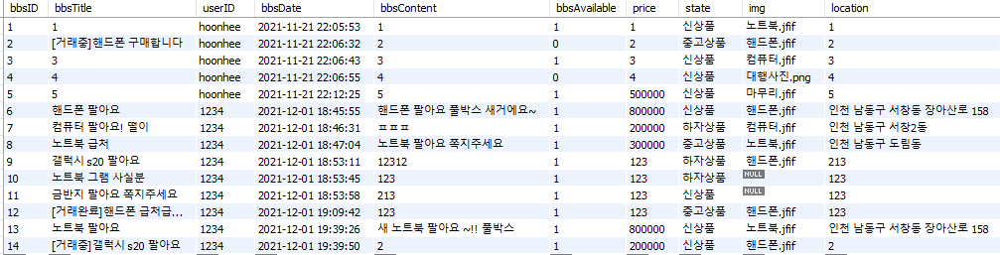 bbsID bbsTitle userID bbsDate bbsContent bbsAvailable price state img location
1 1 hoonhee 2021-11-21 22:05:53 1 1 1 신상품 노트북.jfif 1
2 [거래중]핸드폰 구매합니다 hoonhee 2021-11-21 22:06:32 2 0 2 중고상품 핸드폰.jfif 2
3 3 hoonhee 2021-11-21 22:06:43 3 1 3 신상품 컴퓨터.jfif 3
4 4 hoonhee 2021-11-21 22:06:55 4 0 4 신상품 대행사진.png 4
5 5 hoonhee 2021-11-21 22:12:25 5 1 500000 신상품 마무리.jfif 5
6 핸드폰 팔아요 1234 2021-12-01 18:45:55 핸드폰 팔아요 풀박스 새거에요~ 1 800000 신상품 핸드폰.jfif 인천 남동구 서창동 장아산로 158
7 컴퓨터 팔아요! 떨이 1234 2021-12-01 18:46:31 ㅍㅍㅍ 1 200000 하자상품 컴퓨터.jfif 인천 남동구 서창2동
8 노트북 급처 1234 2021-12-01 18:47:04 노트북 팔아요 쪽지주세요 1 300000 중고상품 노트북.jfif 인천 남동구 도림동
9 갤럭시 s20 팔아요 1234 2021-12-01 18:53:11 12312 1 123 하자상품 핸드폰.jfif 213
10 노트북 그램 사실분 1234 2021-12-01 18:53:45 123 1 123 하자상품 NULL 123
11 금반지 팔아요 쪽지주세요 1234 2021-12-01 18:53:58 213 1 123 신상품 NULL 123
12 [거래완료]핸드폰 급처급... 1234 2021-12-01 19:09:42 123 1 123 중고상품 핸드폰.jfif 123
13 노트북 팔아요 1234 2021-12-01 19:39:26 새 노트북 팔아요 ~!! 풀박스 1 800000 신상품 노트북.jfif 인천 남동구 서창동 장아산로 158
14 [거래중]갤럭시 s20 팔아요 1234 2021-12-01 19:39:50 2 1 200000 신상품 핸드폰.jfif 2